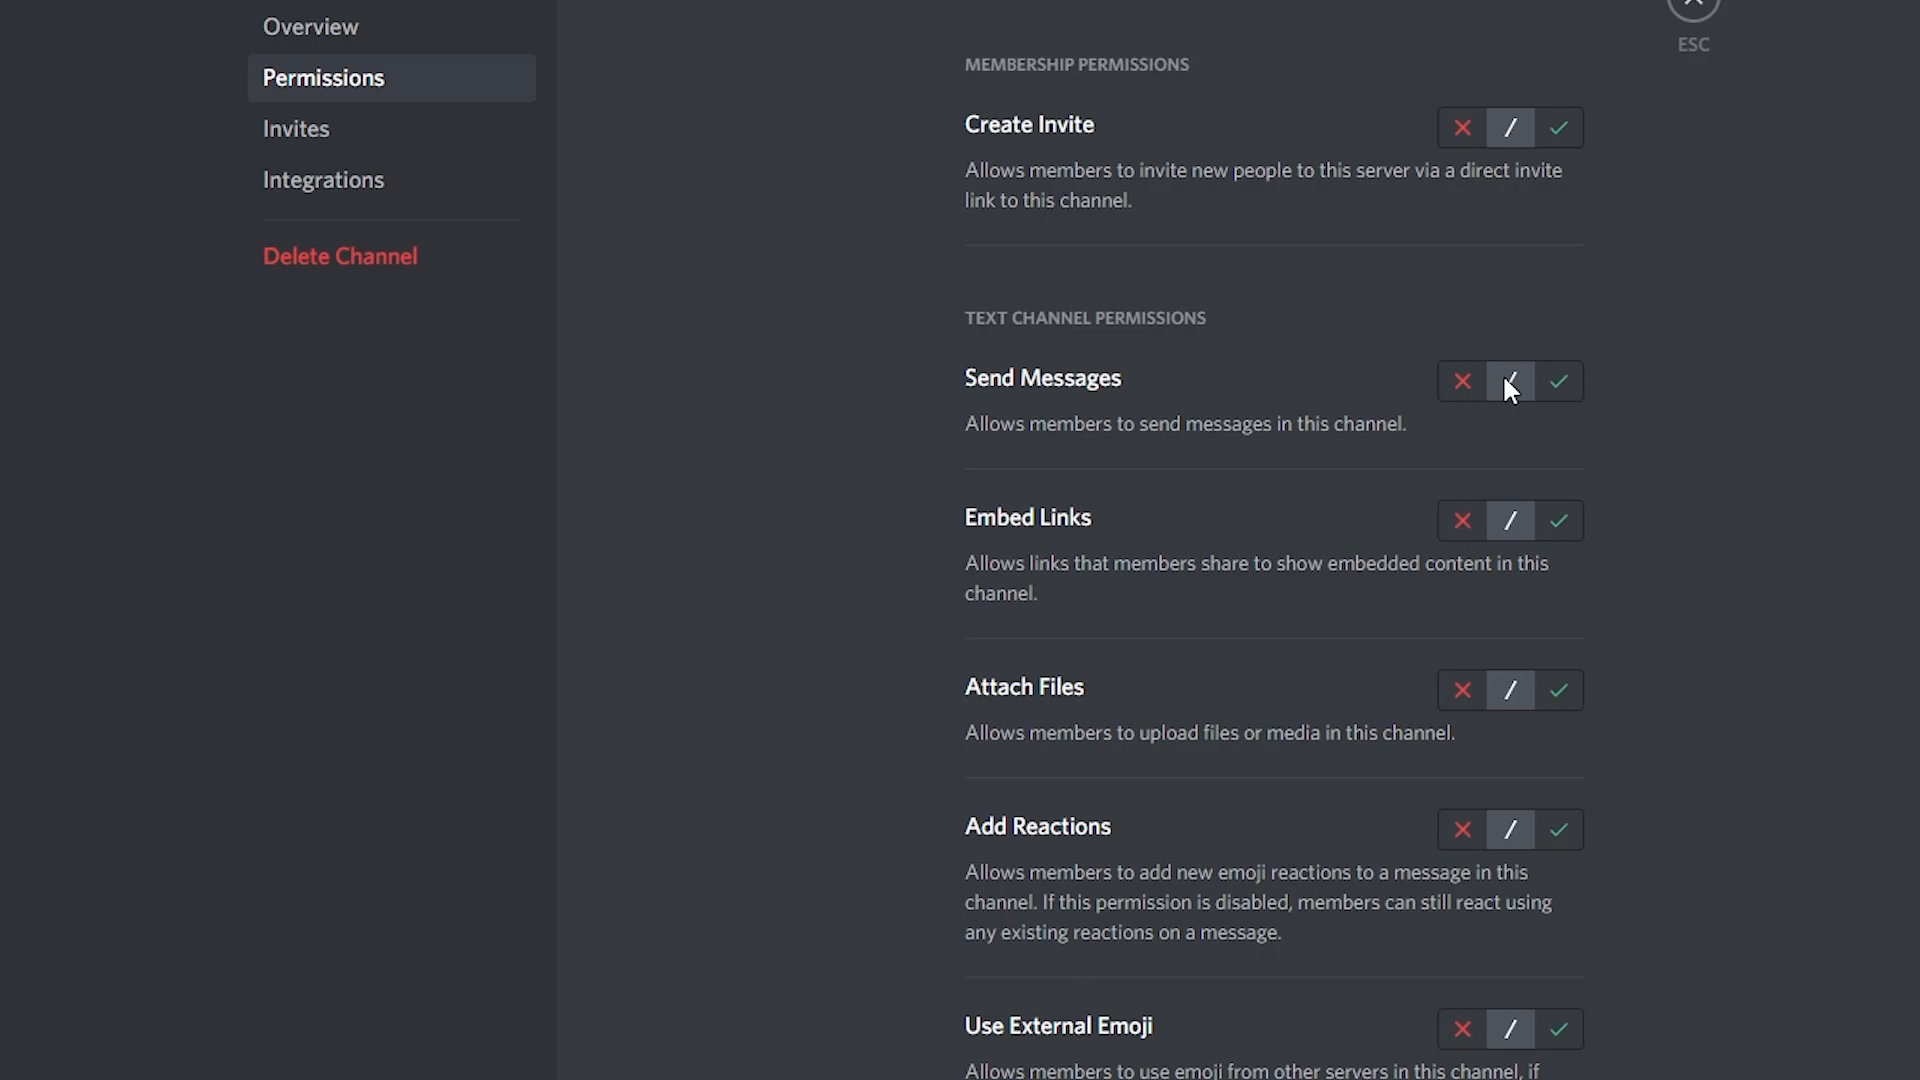 Overview
Permissions
Invites
Integrations
Delete Channel
ESC
MEMBERSHIP PERMISSIONS
Create Invite
Allows members to invite new people to this server via a direct invite
link to this channel.
TEXT CHANNEL PERMISSIONS
Send Messages
Allows members to send messages in this channel.
Embed Links
Allows links that members share to show embedded content in this
channel.
Attach Files
Allows members to upload files or media in this channel.
Add Reactions
Allows members to add new emoji reactions to a message in this
channel. If this permission is disabled, members can still react using
any existing reactions on a message.
Use External Emoji
Allows members to use emoji from other servers in this channel, if